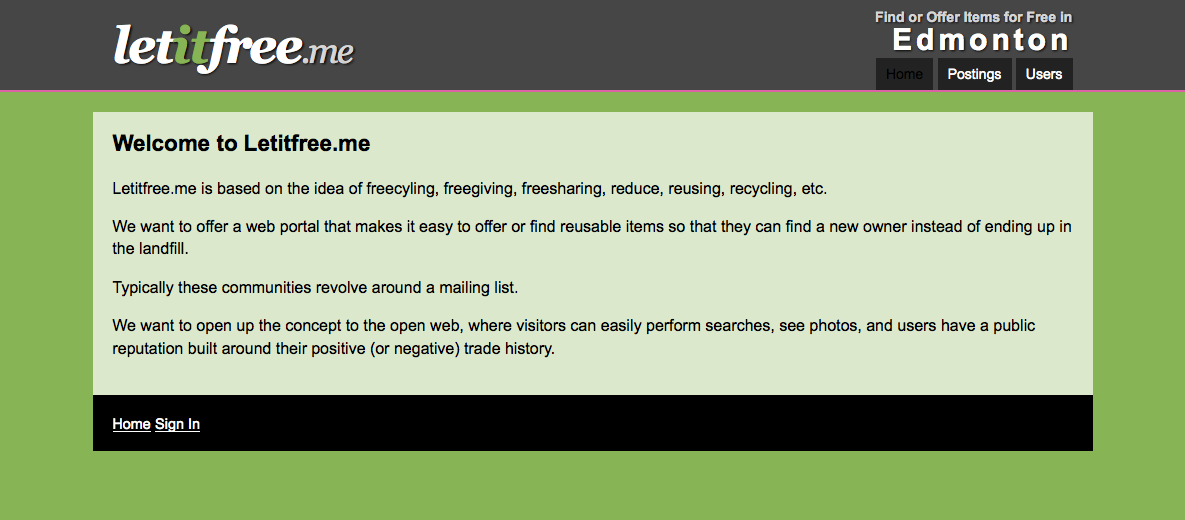 letitfree.me
Find or Offer Items for Free in
Edmonton
Home Postings Users
Welcome to Letitfree.me
Letitfree.me is based on the idea of freecyling, freegiving, freesharing, reduce, reusing, recycling, etc.
We want to offer a web portal that makes it easy to offer or find reusable items so that they can find a new owner instead of ending up in
the landfill.
Typically these communities revolve around a mailing list.
We want to open up the concept to the open web, where visitors can easily perform searches, see photos, and users have a public
reputation built around their positive (or negative) trade history.
Home Sign In